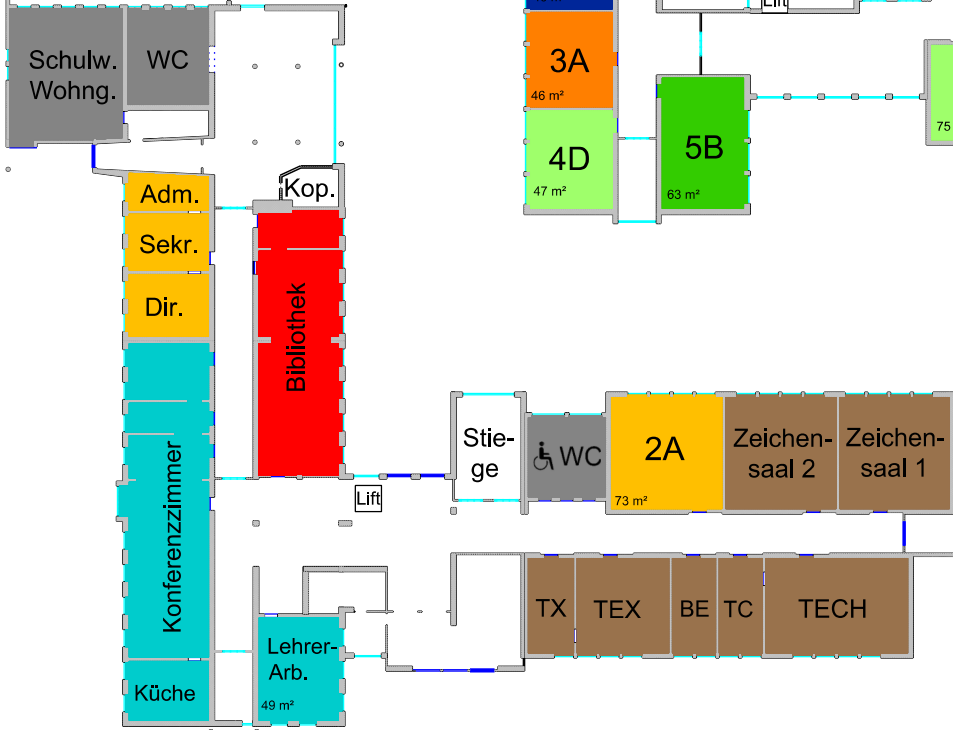 Lift
Schulw.
Wohng.
WC
3A
46 m²
4D
47 m²
5B
63 m²
75
Adm.
Kop.
Sekr.
Dir.
Bibliothek
Konferenzzimmer
Küche
Lehrer-
Arb.
49 m²
Lift
Stie-
ge
WC
2A
73 m²
Zeichen-
saal 2
Zeichen-
saal 1
TX
TEX
BE
TC
TECH